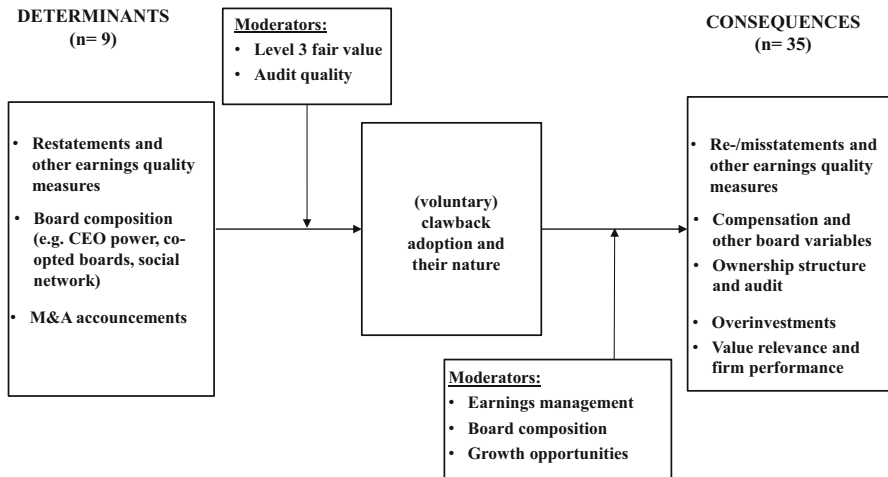 DETERMINANTS
(n= 9)
Moderators:
• Level 3 fair value
• Audit quality
CONSEQUENCES
(n= 35)
• Restatements and
other earnings quality
measures
• Board composition
(e.g. CEO power, co-
opted boards, social
network)
• M&A accouncements
(voluntary)
clawback
adoption and
their nature
• Re-/misstatements and
other earnings quality
measures
• Compensation and
other board variables
• Ownership structure
and audit
• Overinvestments
• Value relevance and
firm performance
Moderators:
• Earnings management
• Board composition
• Growth opportunities